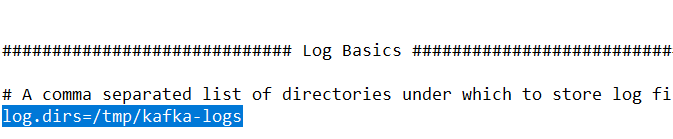 ############################# Log Basics ###########################
# A comma separated list of directories under which to store log fi
log.dirs=/tmp/kafka-logs